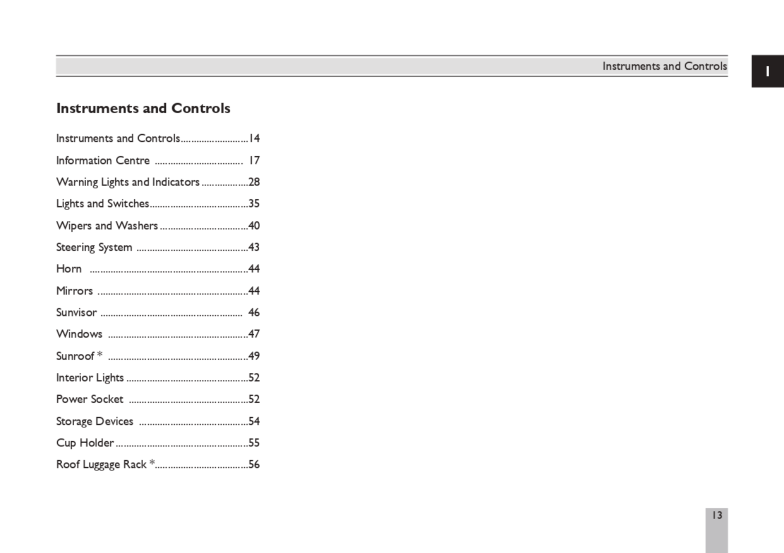 Instruments and Controls
1
Instruments and Controls
Instruments and Controls..........................14
Information Centre .................................. 17
Warning Lights and Indicators ..................28
Lights and Switches......................................35
Wipers and Washers ..................................40
Steering System ...........................................43
Horn .............................................................44
Mirrors ..........................................................44
Sunvisor ....................................................... 46
Windows ......................................................47
Sunroof * ......................................................49
Interior Lights ...............................................52
Power Socket ..............................................52
Storage Devices ..........................................54
Cup Holder ...................................................55
Roof Luggage Rack *....................................56
13